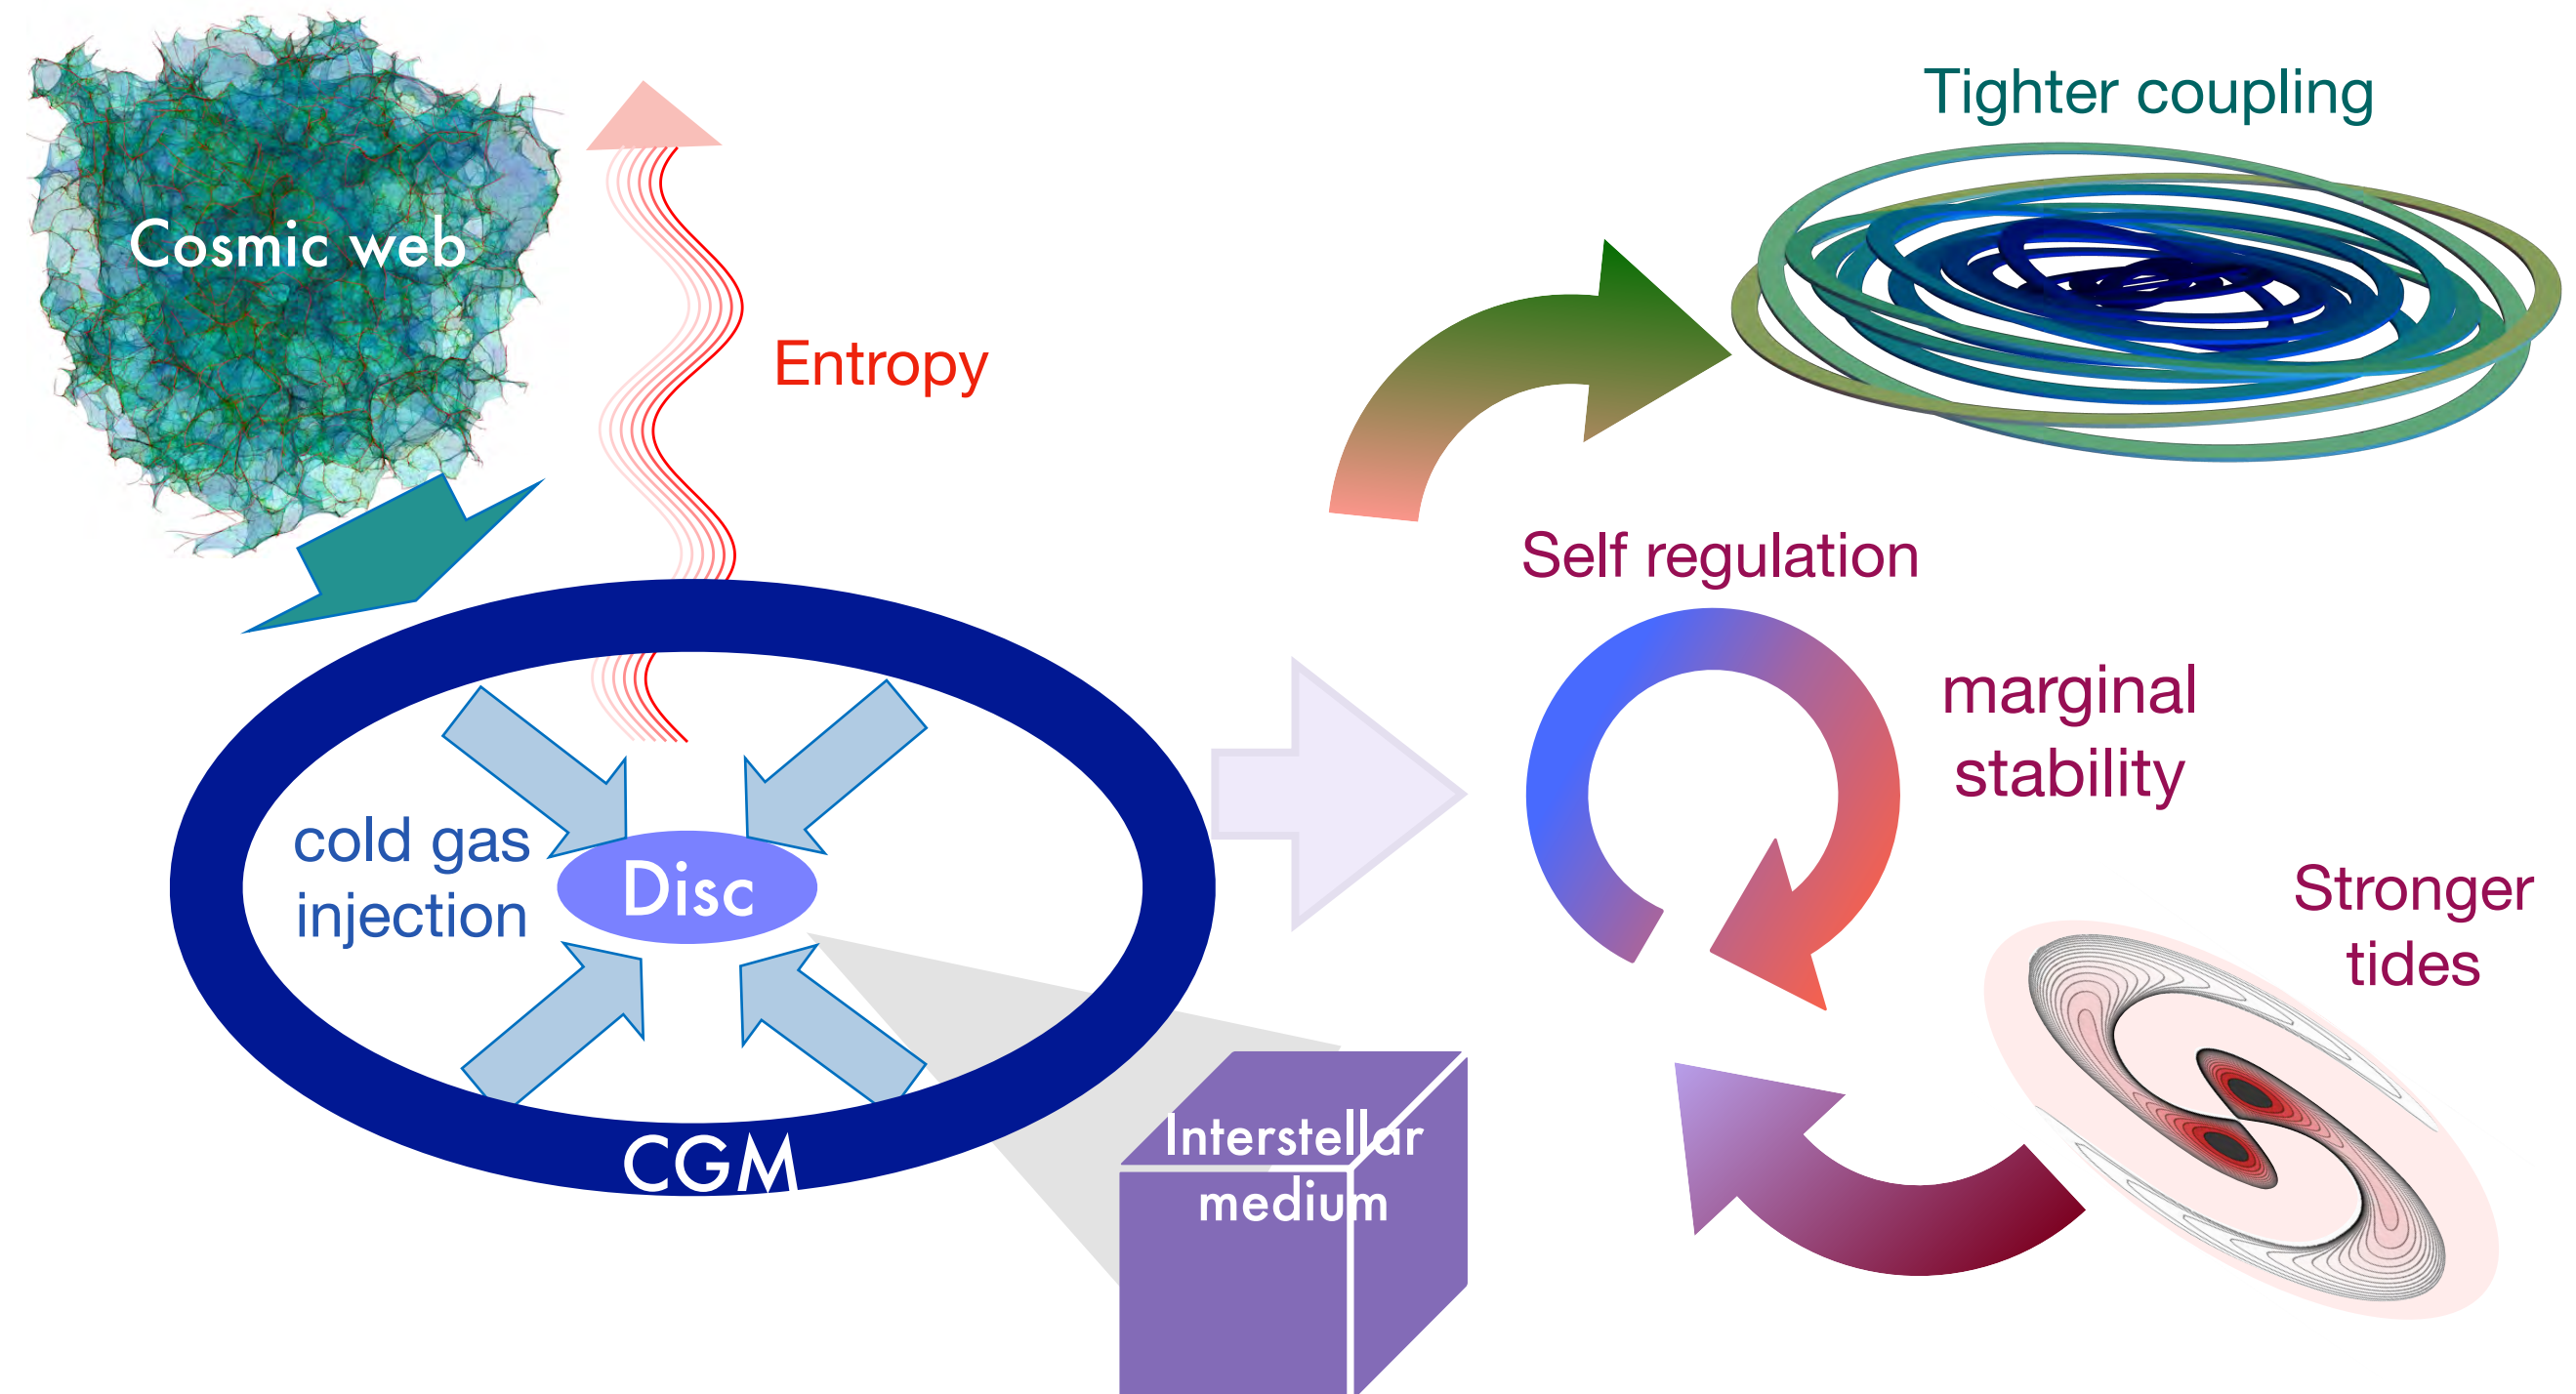 Cosmic web
Entropy
cold gas
injection
Disc
CGM
Interstellar
medium
Tighter coupling
Self regulation
marginal
stability
Stronger
tides